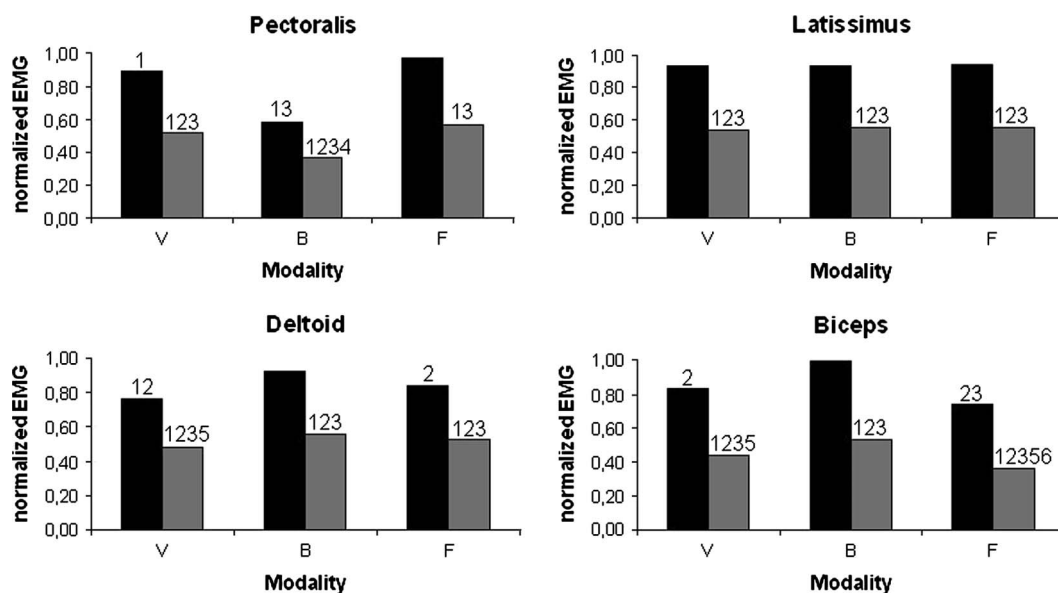 Pectoralis
normalized EMG
1,00
0,80
0,60
0,40
0,20
0,00
1
123
13
1234
13
V
B
F
Modality
Latissimus
normalized EMG
1,00
0,80
0,60
0,40
0,20
0,00
123
123
123
V
B
F
Modality
Deltoid
normalized EMG
1,00
0,80
0,60
0,40
0,20
0,00
12
1235
123
2
123
V
B
F
Modality
Biceps
normalized EMG
1,00
0,80
0,60
0,40
0,20
0,00
2
1235
123
23
12356
V
B
F
Modality